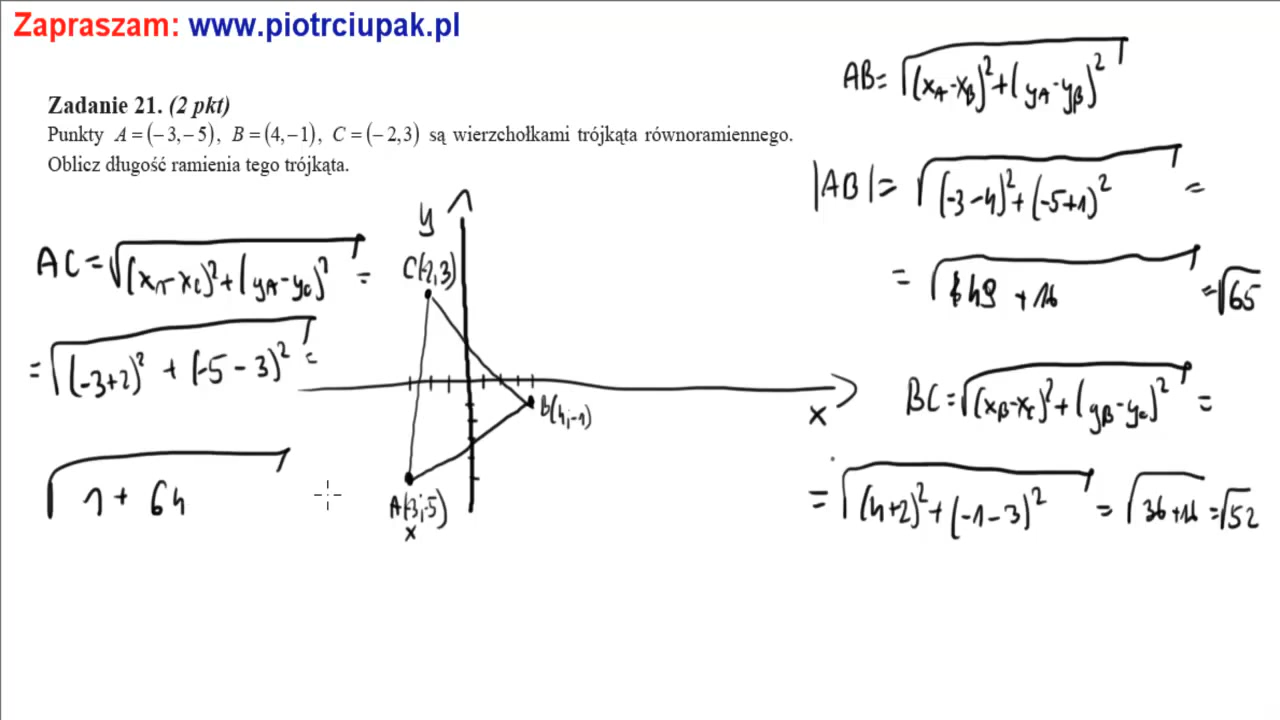 Zapraszam: www.piotrciupak.pl
Zadanie 21. (2 pkt)
Punkty A = (−3,−5), B = (4,−1), C = (−2,3) są wierzchołkami trójkąta równoramiennego.
Oblicz długość ramienia tego trójkąta.
AC = √((x_A - x_C)² + (y_A - y_C)²) =
= √((-3+2)² + (-5-3)²) =
√(1 + 64)
y
C(-2,3)
B(4,-1)
x
A(-3,-5)
x
AB = √((x_A - x_B)² + (y_A - y_B)²)
|AB| = √((-3-4)² + (-5+1)²) =
= √(49 + 16) = √65
BC = √((x_B - x_C)² + (y_B - y_C)²) =
= √((4+2)² + (-1-3)²) = √(36+16) = √52